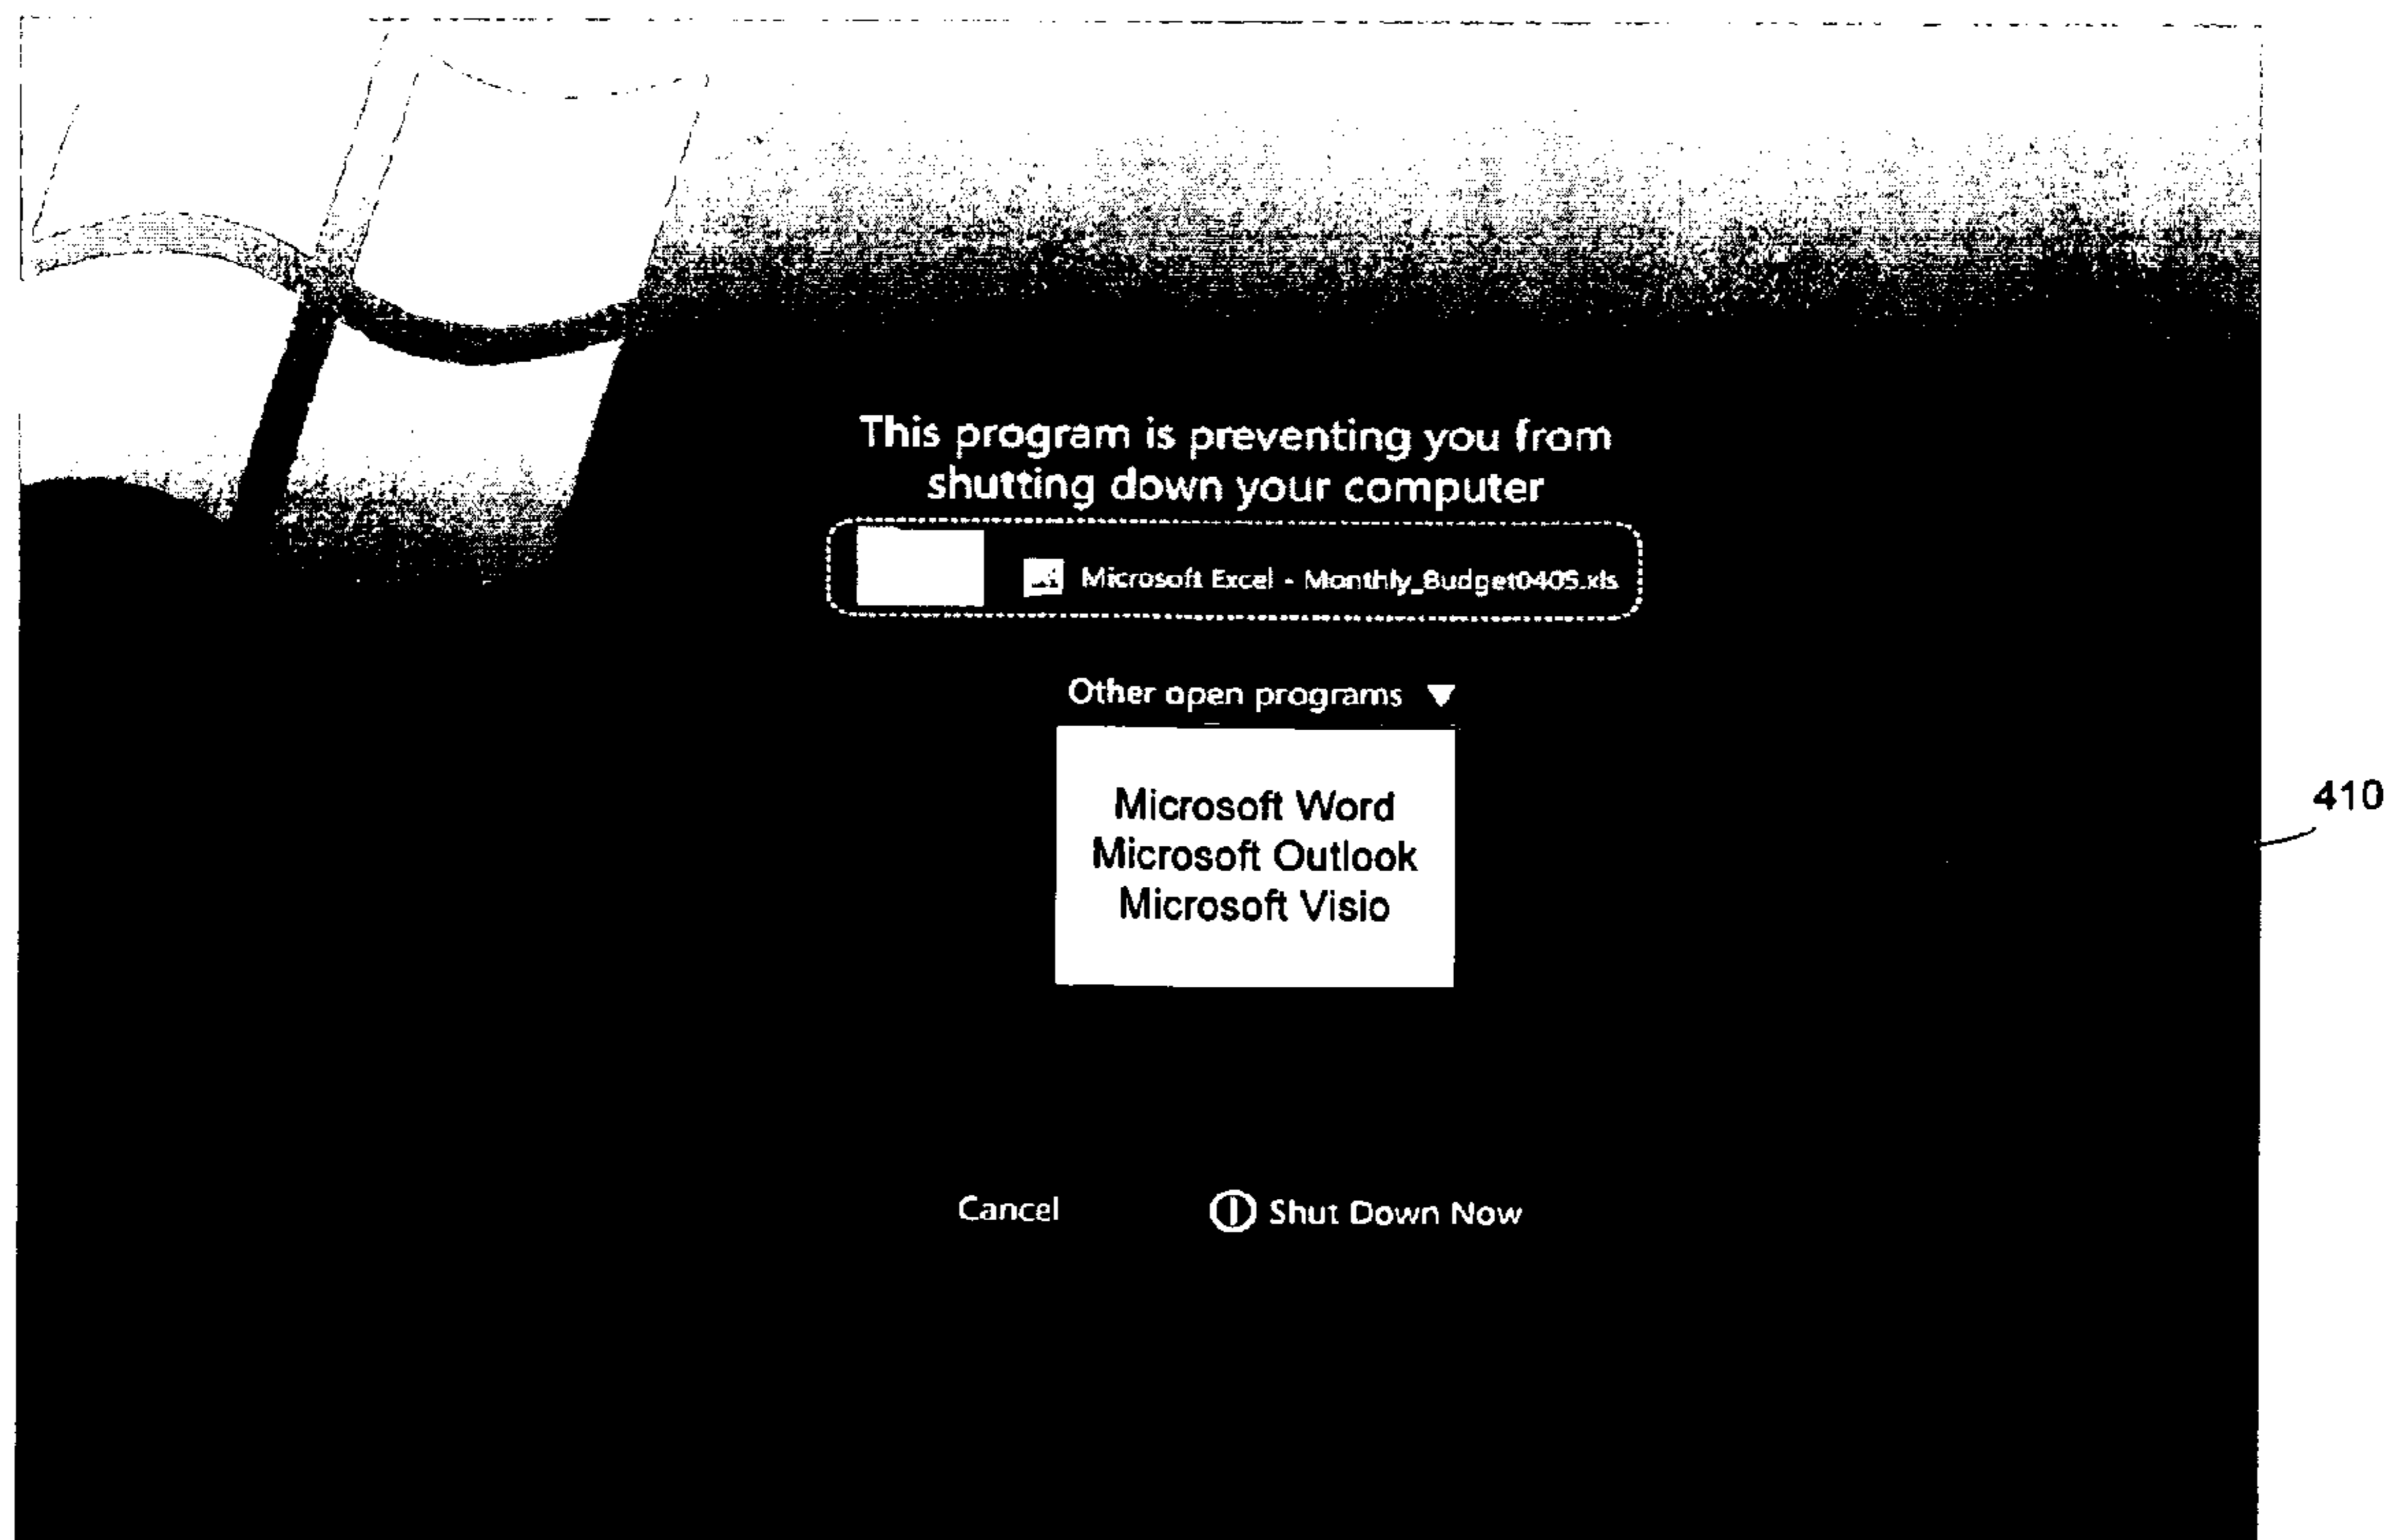 This program is preventing you from
shutting down your computer
Microsoft Excel - Monthly_Budget0405.xls
Other open programs
Microsoft Word
Microsoft Outlook
Microsoft Visio
410
Cancel
Shut Down Now